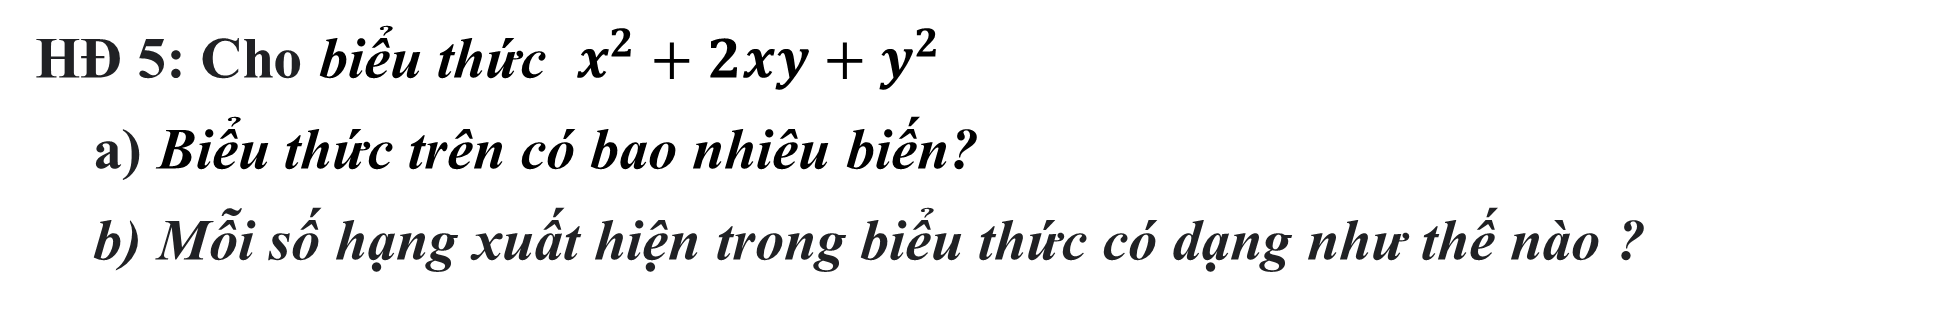 HĐ 5: Cho biểu thức x² + 2xy + y²
a) Biểu thức trên có bao nhiêu biến?
b) Mỗi số hạng xuất hiện trong biểu thức có dạng như thế nào ?